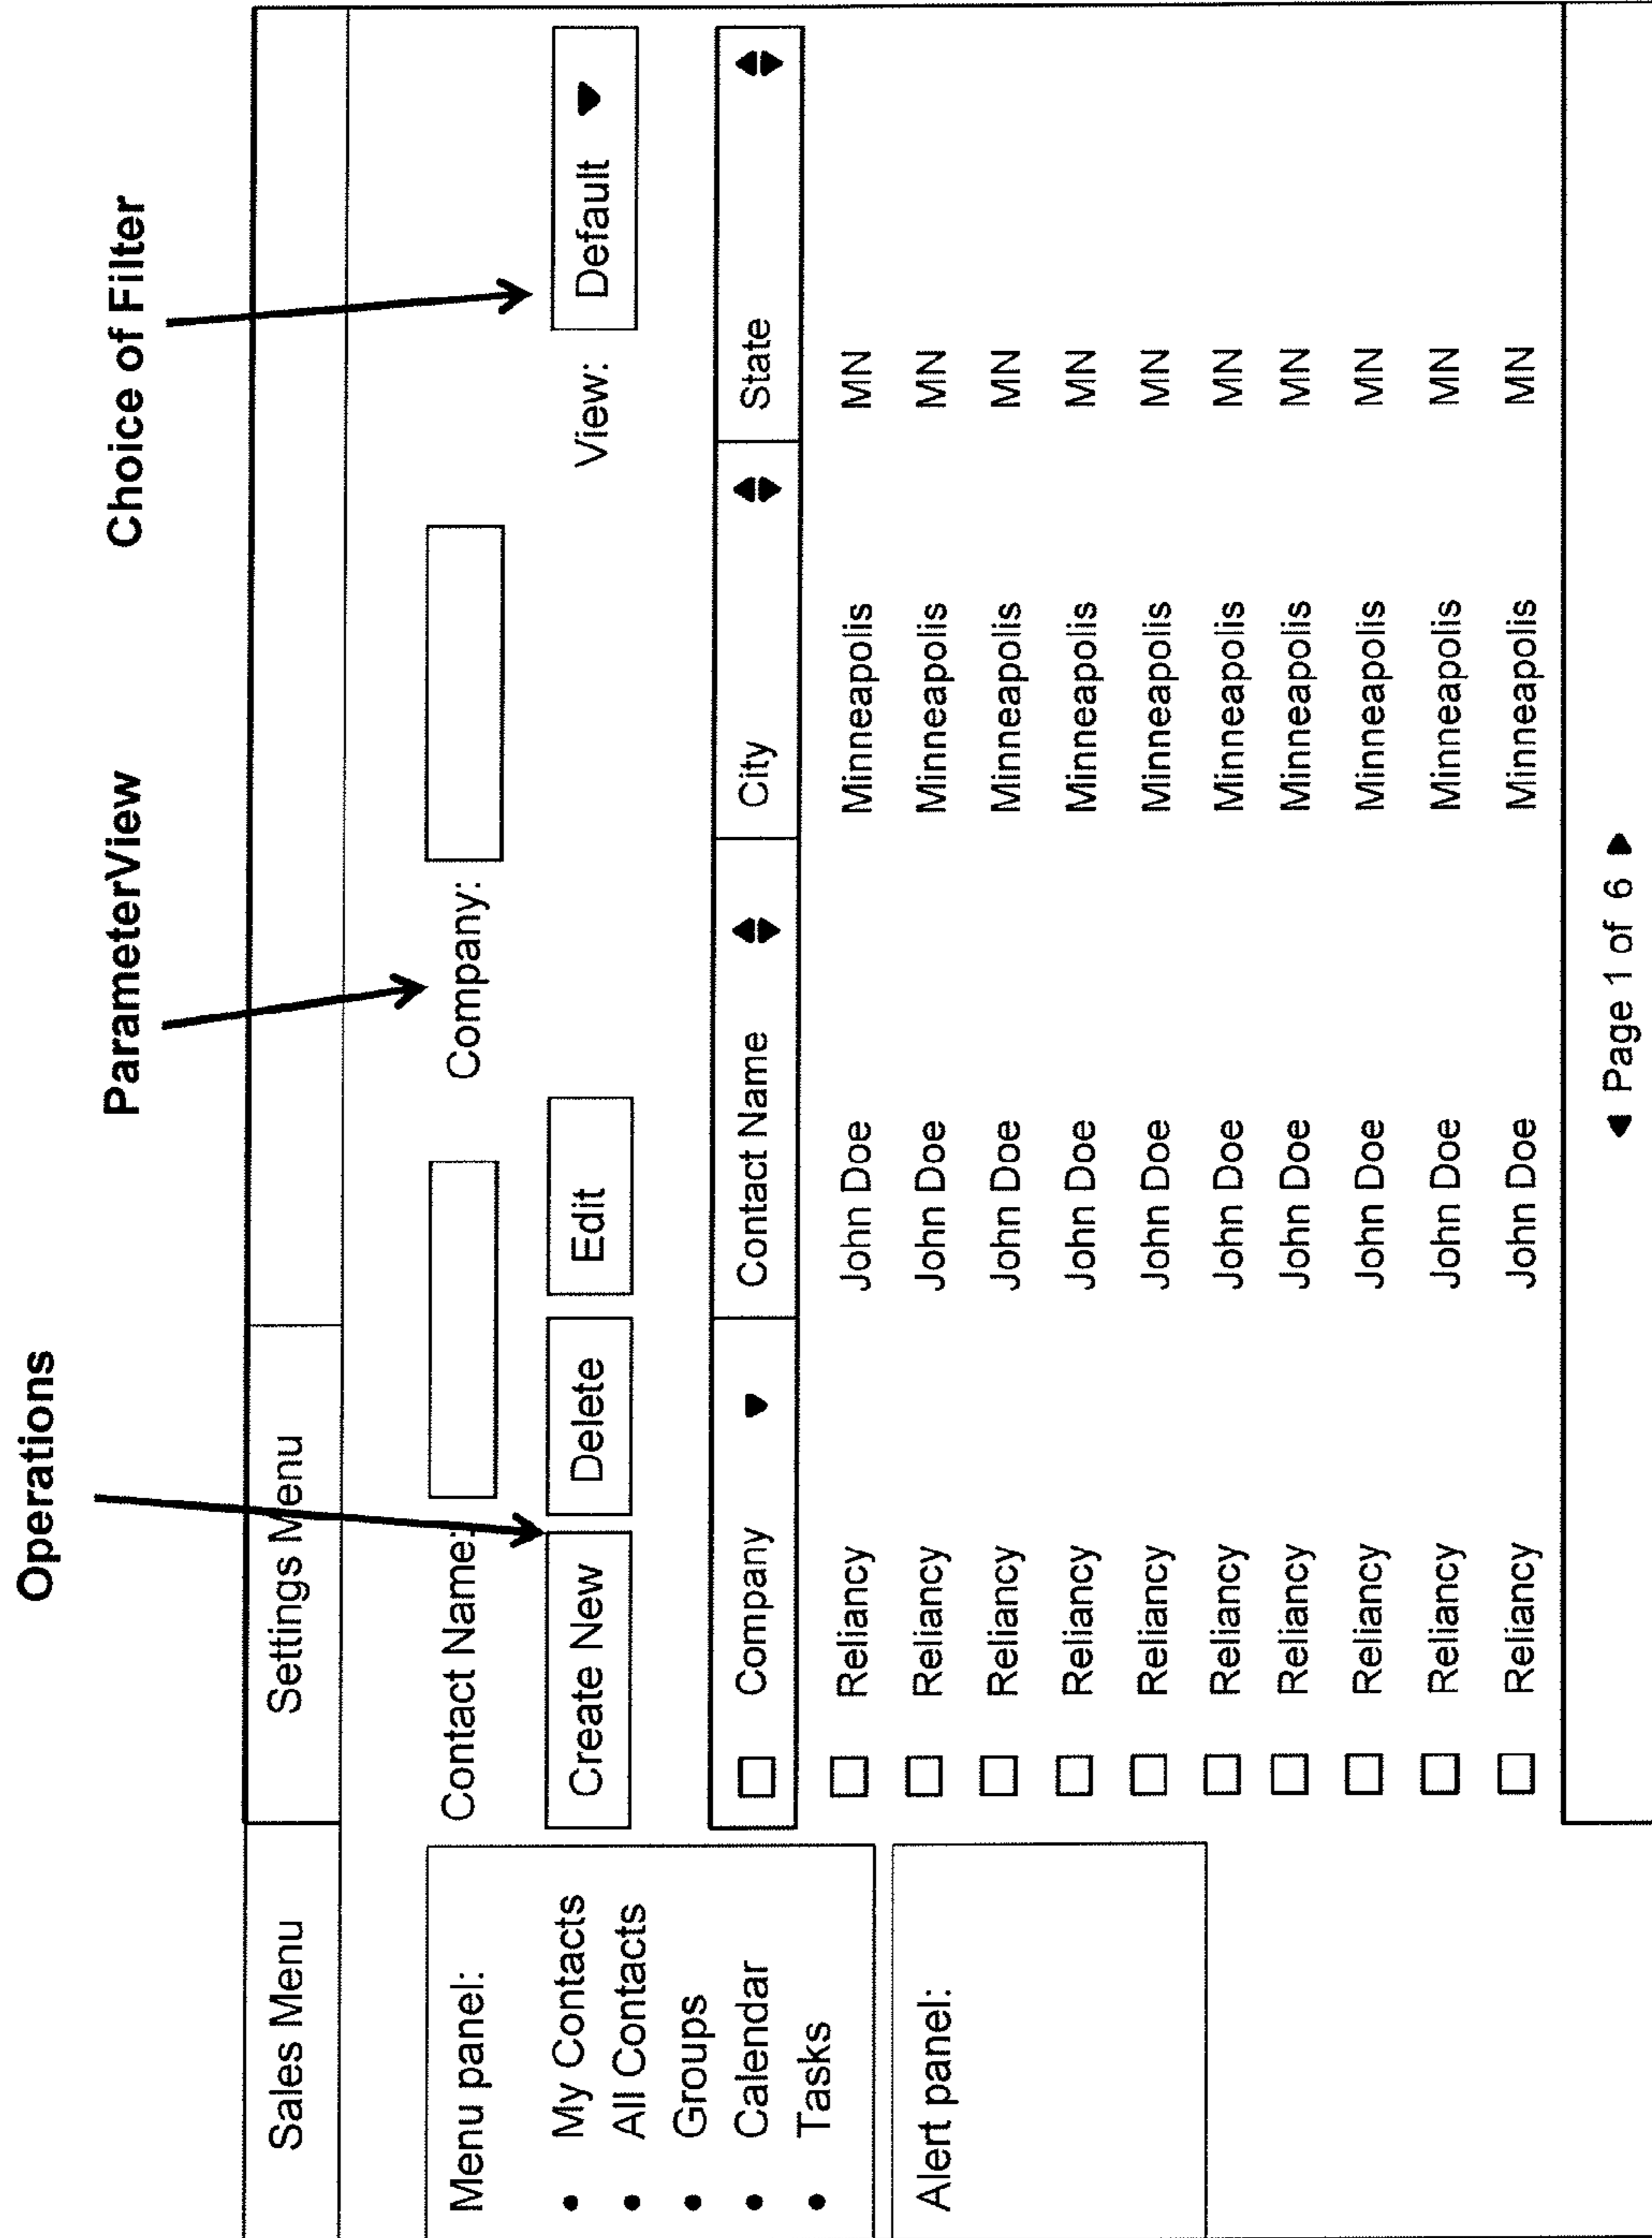 Operations
ParameterView
Choice of Filter
Sales Menu
Settings Menu
Menu panel:
• My Contacts
• All Contacts
• Groups
• Calendar
• Tasks
Alert panel:
Contact Name:
Company:
Create New
Delete
Edit
View:
Default
Company Contact Name City State
Reliancy John Doe Minneapolis MN
Reliancy John Doe Minneapolis MN
Reliancy John Doe Minneapolis MN
Reliancy John Doe Minneapolis MN
Reliancy John Doe Minneapolis MN
Reliancy John Doe Minneapolis MN
Reliancy John Doe Minneapolis MN
Reliancy John Doe Minneapolis MN
Reliancy John Doe Minneapolis MN
Reliancy John Doe Minneapolis MN
Page 1 of 6